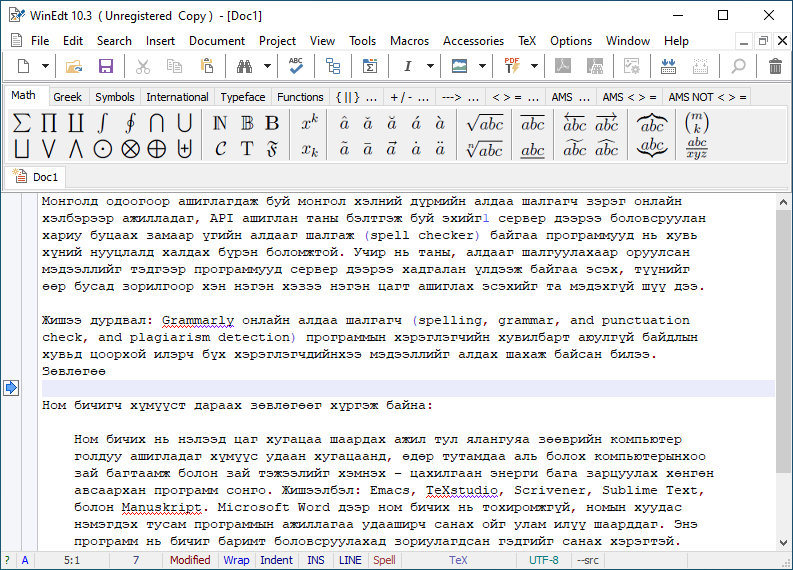 WinEdt 10.3 ( Unregistered Copy ) - [Doc1]
File Edit Search Insert Document Project View Tools Macros Accessories TeX Options Window Help
Math Greek Symbols International Typeface Functions { || } ... + / - ... ---> ... < > = ... AMS ... AMS < > = AMS NOT < > =
Doc1
Монголд одоогоор ашиглагдаж буй монгол хэлний дүрмийн алдаа шалгагч зэрэг онлайн
хэлбэрээр ажилладаг, API ашиглан таны бэлтгэж буй эхийг1 сервер дээрээ боловсруулан
хариу буцаах замаар үгийн алдааг шалгаж (spell checker) байгаа программууд нь хувь
хүний нууцлалд халдах бүрэн боломжтой. Учир нь таны, алдааг шалгуулахаар оруулсан
мэдээллийг тэдгээр программууд сервер дээрээ хадгалан үлдээж байгаа эсэх, түүнийг
өөр бусад зорилгоор хэн нэгэн хэзээ нэгэн цагт ашиглах эсэхийг та мэдэхгүй шүү дээ.
Жишээ дурдвал: Grammarly онлайн алдаа шалгагч (spelling, grammar, and punctuation
check, and plagiarism detection) программын хэрэглэгчийн хувилбарт аюулгүй байдлын
хувьд цоорхой илэрч бүх хэрэглэгчдийнхээ мэдээллийг алдах шахаж байсан билээ.
Зөвлөгөө
Ном бичигч хүмүүст дараах зөвлөгөөг хүргэж байна:
Ном бичих нь нэлээд цаг хугацаа шаардах ажил тул ялангуяа зөөврийн компьютер
голдуу ашигладаг хүмүүс удаан хугацаанд, өдөр тутамдаа аль болох компьютерынхоо
зай багтаамж болон зай тэжээлийг хэмнэх – цахилгаан энерги бага зарцуулах хөнгөн
авсаархан программ сонго. Жишээлбэл: Emacs, TeXstudio, Scrivener, Sublime Text,
болон Manuskript. Microsoft Word дээр ном бичих нь тохиромжгүй, номын хуудас
нэмэгдэх тусам программын ажиллагаа удааширч санах ойг улам илүү шаарддаг. Энэ
программ нь бичиг баримт боловсруулахад зориулагдсан гэдгийг санах хэрэгтэй.
? A 5:1 7 Modified Wrap Indent INS LINE Spell TeX UTF-8 --src